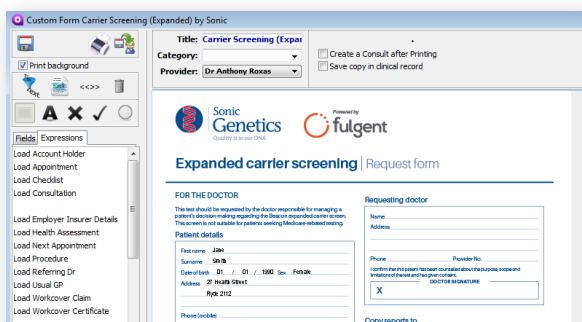 Custom Form Carrier Screening (Expanded) by Sonic
Title: Carrier Screening (Expar
Category:
Provider: Dr Anthony Roxas
Create a Consult after Printing
Save copy in clinical record
Print background
Text
<<>>
A
Fields Expressions
Load Account Holder
Load Appointment
Load Checklist
Load Consultation
Load Employer Insurer Details
Load Health Assessment
Load Next Appointment
Load Procedure
Load Referring Dr
Load Usual GP
Load Workcover Claim
Load Workcover Certificate
Sonic
Genetics
Quality is in our DNA
Powered by
fulgent
Expanded carrier screening | Request form
FOR THE DOCTOR
This test should be requested by the doctor responsible for managing a
patient's decision-making regarding the Beacon expanded carrier screen.
This screen is not suitable for patients seeking Medicare-rebated testing.
Patient details
First name Jane
Surname Smith
Date of birth 01 / 01 / 1990 Sex Female
Address 21 Health Street
Ryde 2112
Phone (mobile)
Requesting doctor
Name
Address
Phone Provider No.
I confirm that this patient has been counselled about the purpose, scope and
limitations of the test and has given consent.
DOCTOR SIGNATURE
X
Copy reports to